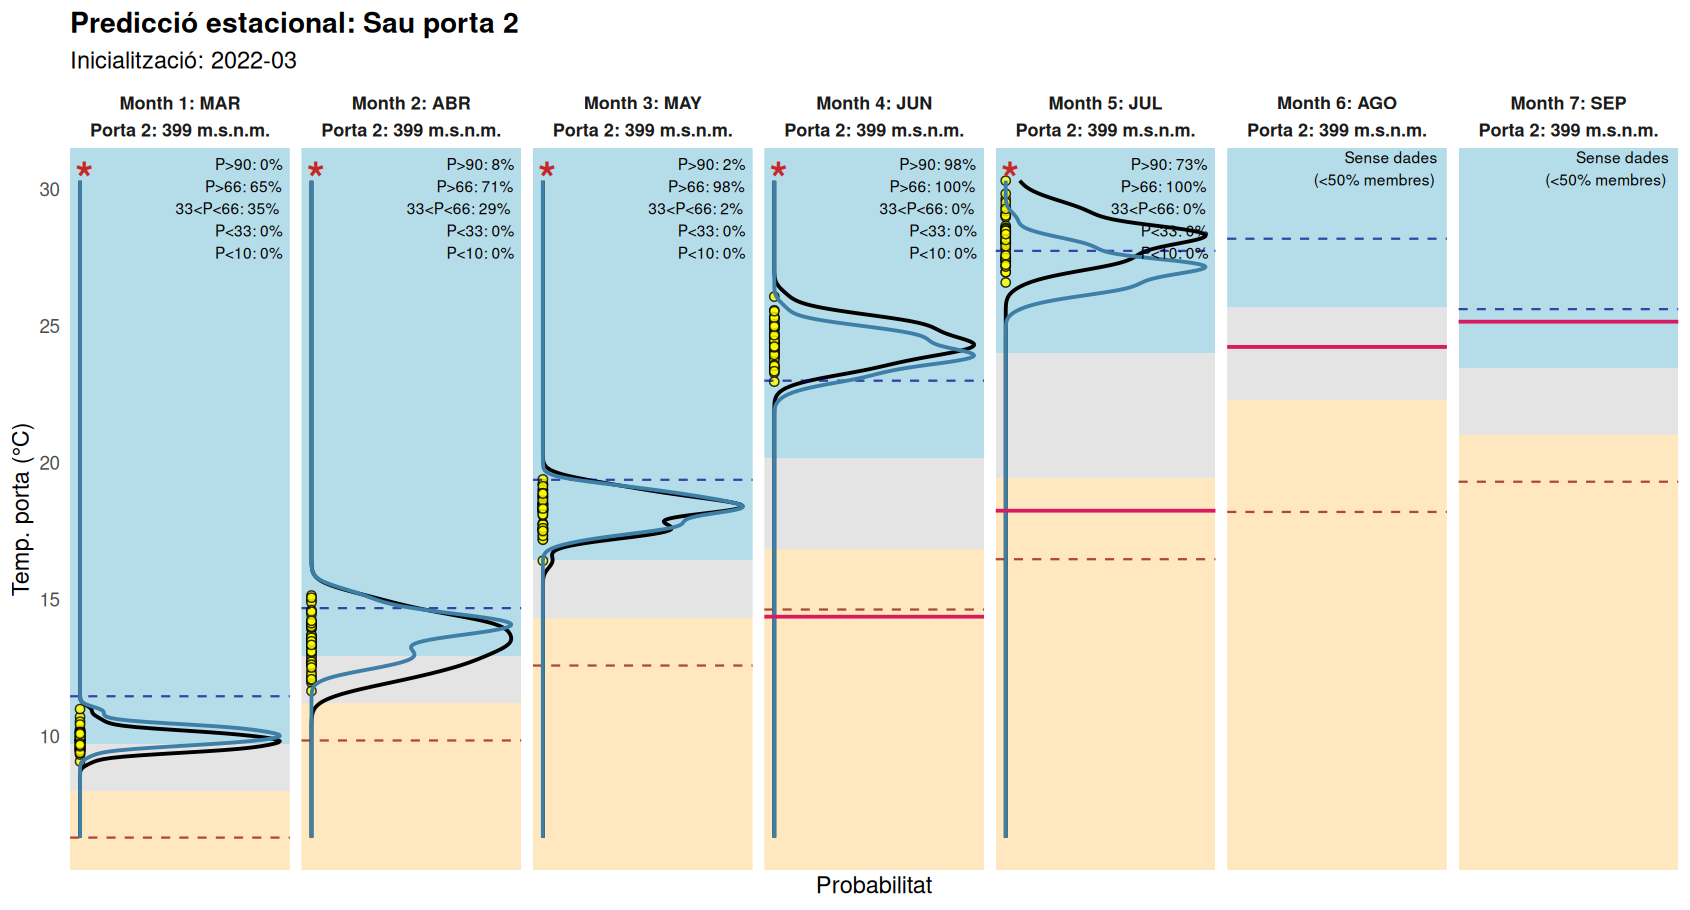 Predicció estacional: Sau porta 2
Inicialització: 2022-03
Month 1: MAR
Porta 2: 399 m.s.n.m.
Month 2: ABR
Porta 2: 399 m.s.n.m.
Month 3: MAY
Porta 2: 399 m.s.n.m.
Month 4: JUN
Porta 2: 399 m.s.n.m.
Month 5: JUL
Porta 2: 399 m.s.n.m.
Month 6: AGO
Porta 2: 399 m.s.n.m.
Month 7: SEP
Porta 2: 399 m.s.n.m.
Temp. porta (°C)
30
25
20
15
10
P>90: 0%
P>66: 65%
33<P<66: 35%
P<33: 0%
P<10: 0%
P>90: 8%
P>66: 71%
33<P<66: 29%
P<33: 0%
P<10: 0%
P>90: 2%
P>66: 98%
33<P<66: 2%
P<33: 0%
P<10: 0%
P>90: 98%
P>66: 100%
33<P<66: 0%
P<33: 0%
P<10: 0%
P>90: 73%
P>66: 100%
33<P<66: 0%
P<33: 0%
P<10: 0%
Sense dades
(<50% membres)
Sense dades
(<50% membres)
Probabilitat